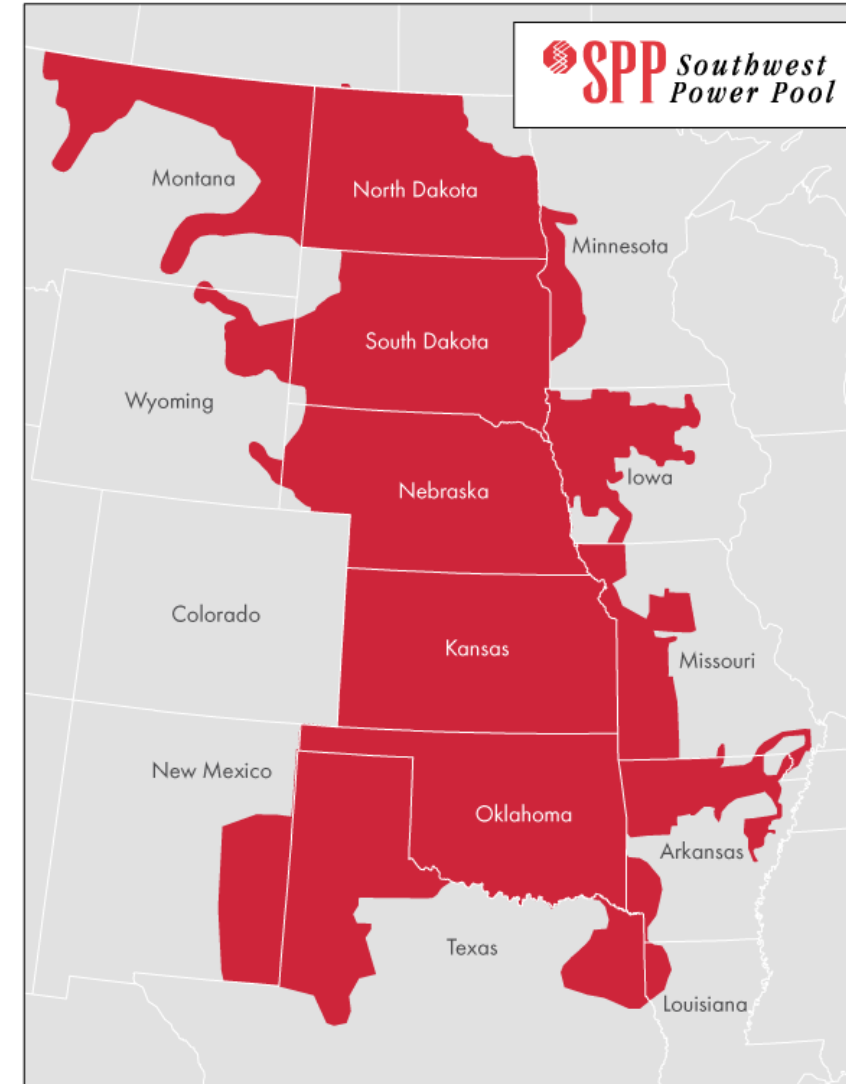 SPP Southwest
Power Pool
Montana
North Dakota
Minnesota
South Dakota
Wyoming
Nebraska
Iowa
Colorado
Kansas
Missouri
New Mexico
Oklahoma
Arkansas
Texas
Louisiana